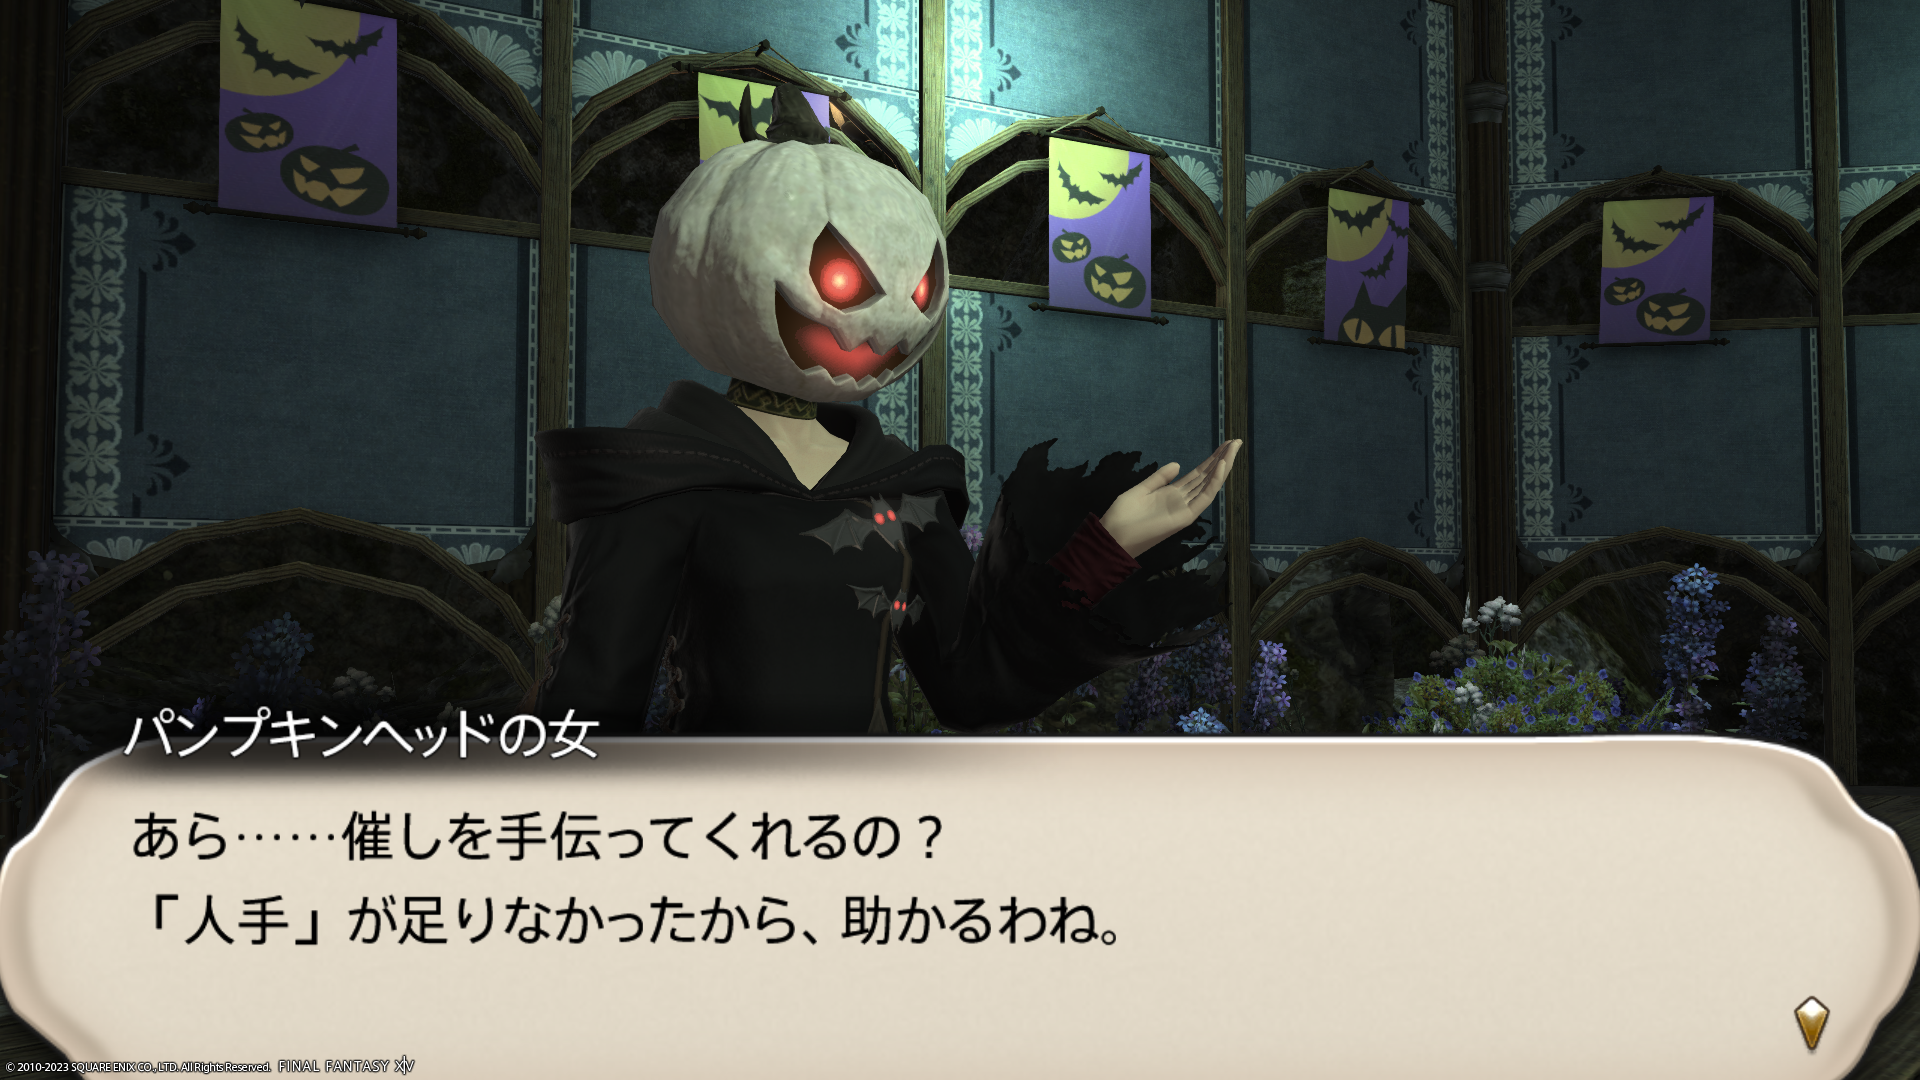 パンプキンヘッドの女
あら……催しを手伝ってくれるの？
「人手」が足りなかったから、助かるわね。
© 2010-2023 SQUARE ENIX CO., LTD. All Rights Reserved. FINAL FANTASY XIV